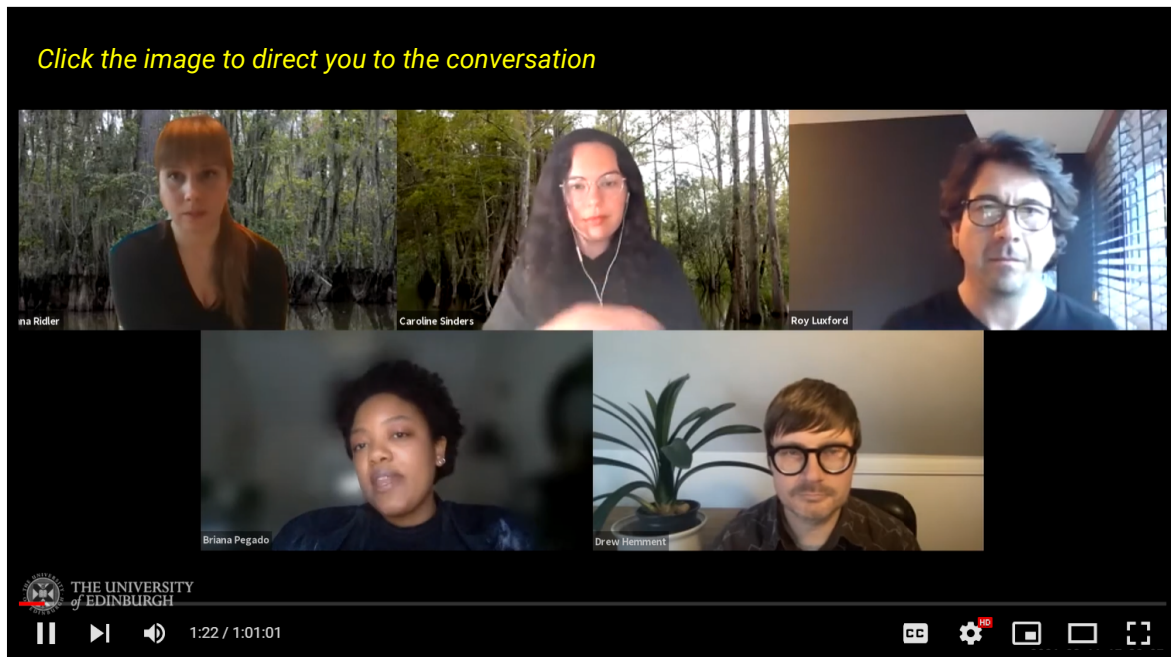 Click the image to direct you to the conversation
na Ridler
Caroline Sinders
Roy Luxford
Briana Pegado
Drew Hemment
THE UNIVERSITY
of EDINBURGH
1:22 / 1:01:01
CC
HD